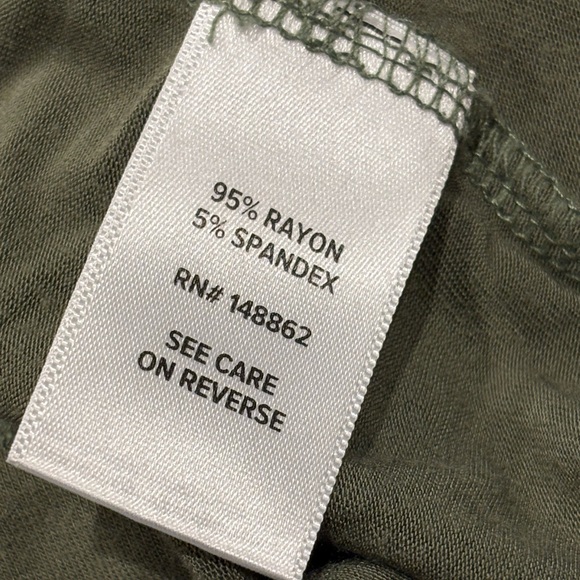 95% RAYON
5% SPANDEX
RN# 148862
SEE CARE
ON REVERSE